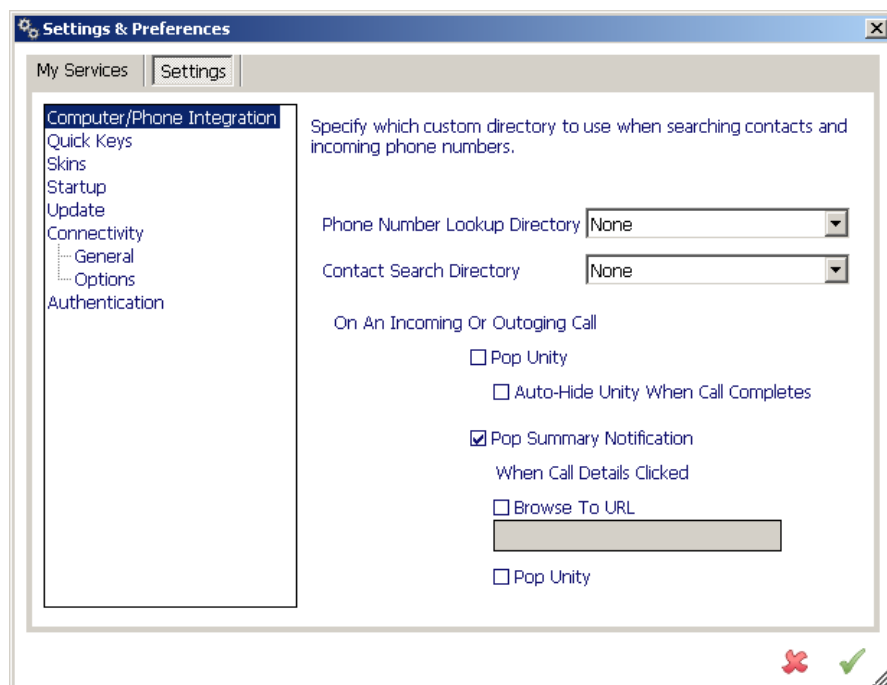 Settings & Preferences
My Services
Settings
Computer/Phone Integration
Quick Keys
Skins
Startup
Update
Connectivity
General
Options
Authentication
Specify which custom directory to use when searching contacts and
incoming phone numbers.
Phone Number Lookup Directory
None
Contact Search Directory
None
On An Incoming Or Outoging Call
Pop Unity
Auto-Hide Unity When Call Completes
Pop Summary Notification
When Call Details Clicked
Browse To URL
Pop Unity